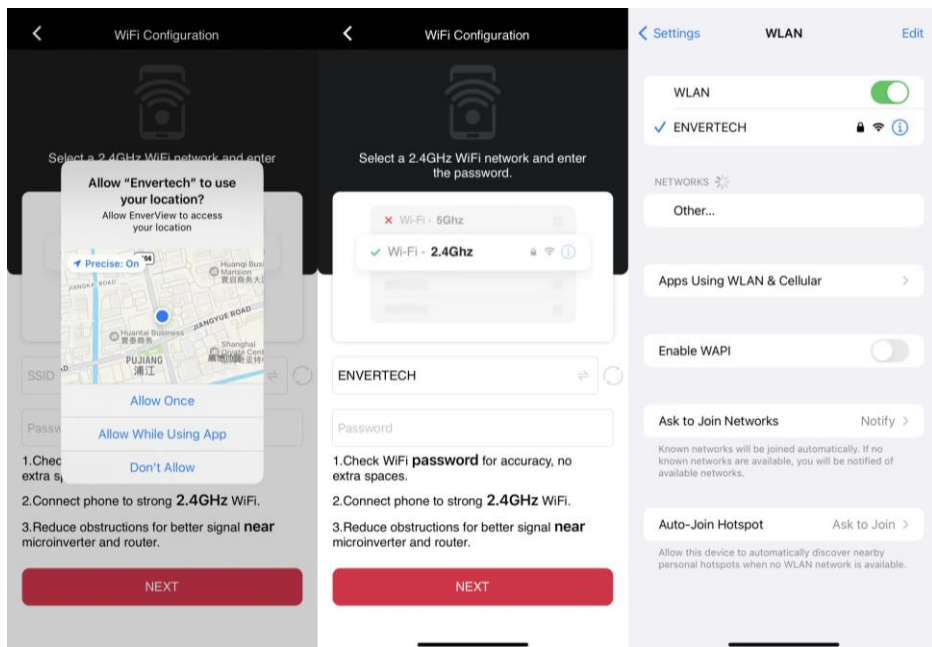 WiFi Configuration
Select a 2.4GHz WiFi network and enter
Allow "Envertech" to use
your location?
Allow EnverView to access
your location
Precise: On
Huangi Busi
Mansion
JIANGYUE ROAD
Huantai Business
寰泰商务
Shanghai
PUJIANG
浦江
SSID
Allow Once
Allow While Using App
Don't Allow
Passw
1.Chec
extra s
2.Connect phone to strong 2.4GHz WiFi.
3.Reduce obstructions for better signal near
microinverter and router.
NEXT
WiFi Configuration
Select a 2.4GHz WiFi network and enter
the password.
Wi-Fi - 5Ghz
Wi-Fi - 2.4Ghz
ENVERTECH
Password
1.Check WiFi password for accuracy, no
extra spaces.
2.Connect phone to strong 2.4GHz WiFi.
3.Reduce obstructions for better signal near
microinverter and router.
NEXT
Settings
WLAN
Edit
WLAN
ENVERTECH
NETWORKS
Other...
Apps Using WLAN & Cellular
Enable WAPI
Ask to Join Networks
Notify
Known networks will be joined automatically. If no
known networks are available, you will be notified of
available networks.
Auto-Join Hotspot
Ask to Join
Allow this device to automatically discover nearby
personal hotspots when no WLAN network is available.